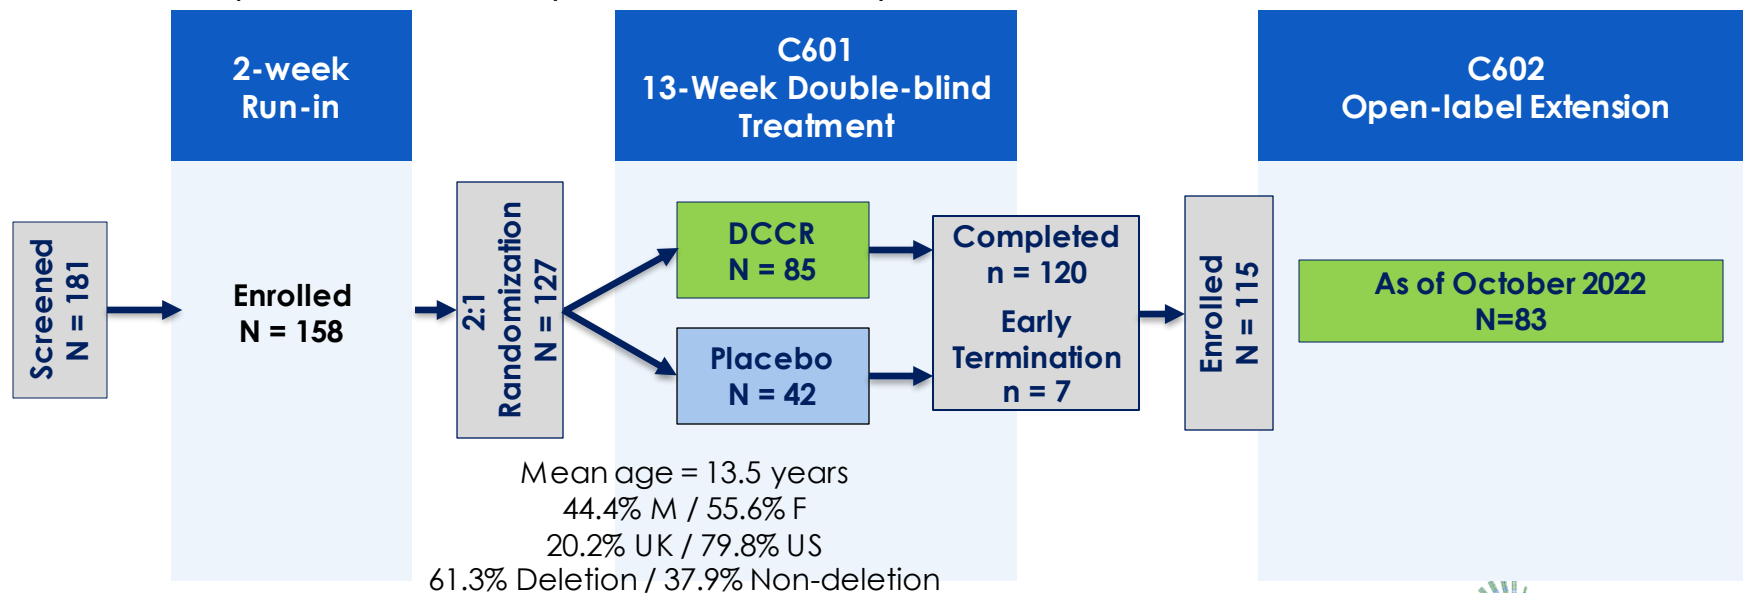 2-week
Run-in
C601
13-Week Double-blind
Treatment
C602
Open-label Extension
Screened
N = 181
Enrolled
N = 158
2:1
Randomization
N = 127
DCCR
N = 85
Placebo
N = 42
Completed
n = 120
Early
Termination
n = 7
Enrolled
N = 115
As of October 2022
N=83
Mean age = 13.5 years
44.4% M / 55.6% F
20.2% UK / 79.8% US
61.3% Deletion / 37.9% Non-deletion